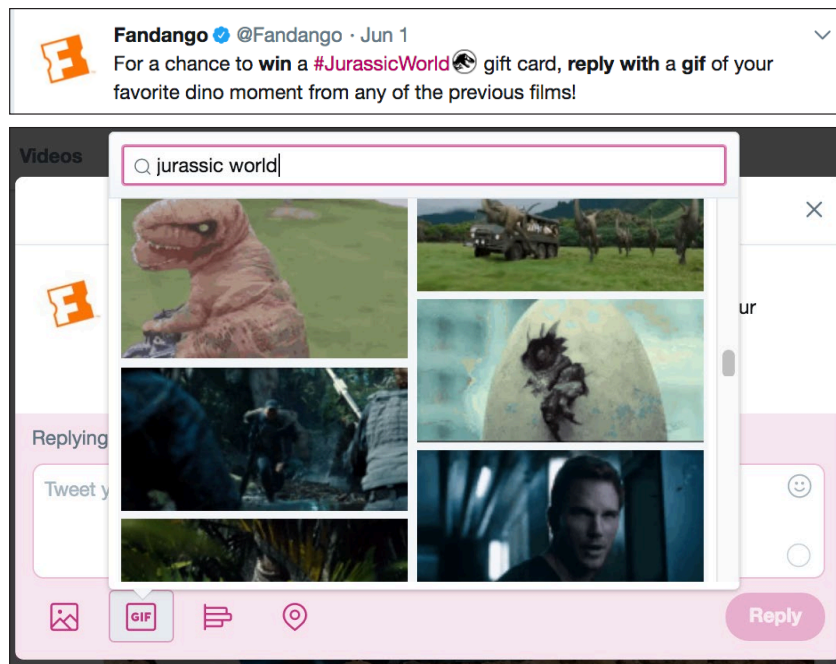 Fandango @Fandango · Jun 1
For a chance to win a #JurassicWorld gift card, reply with a gif of your
favorite dino moment from any of the previous films!
Videos
jurassic world
ur
Replying
Tweet y
GIF
Reply